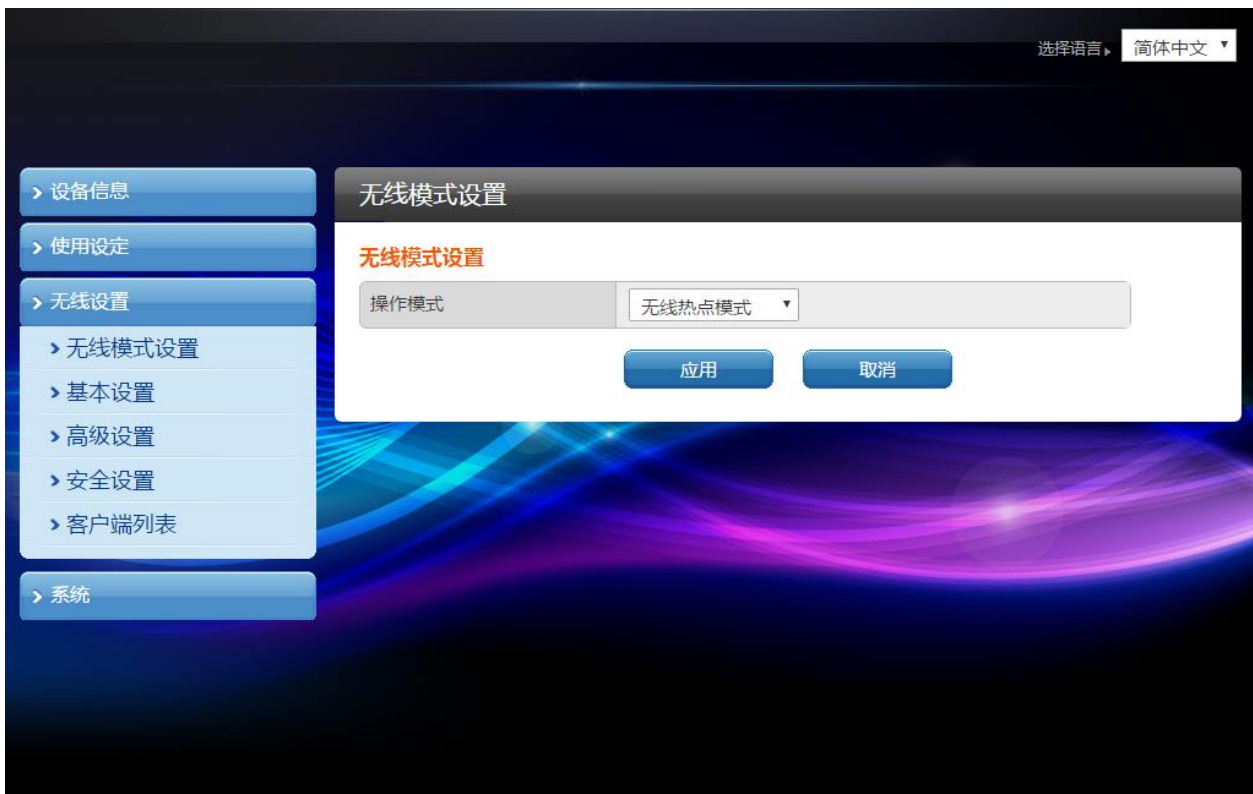 选择语言 简体中文
设备信息
使用设定
无线设置
无线模式设置
基本设置
高级设置
安全设置
客户端列表
系统
无线模式设置
无线模式设置
操作模式 无线热点模式
应用 取消